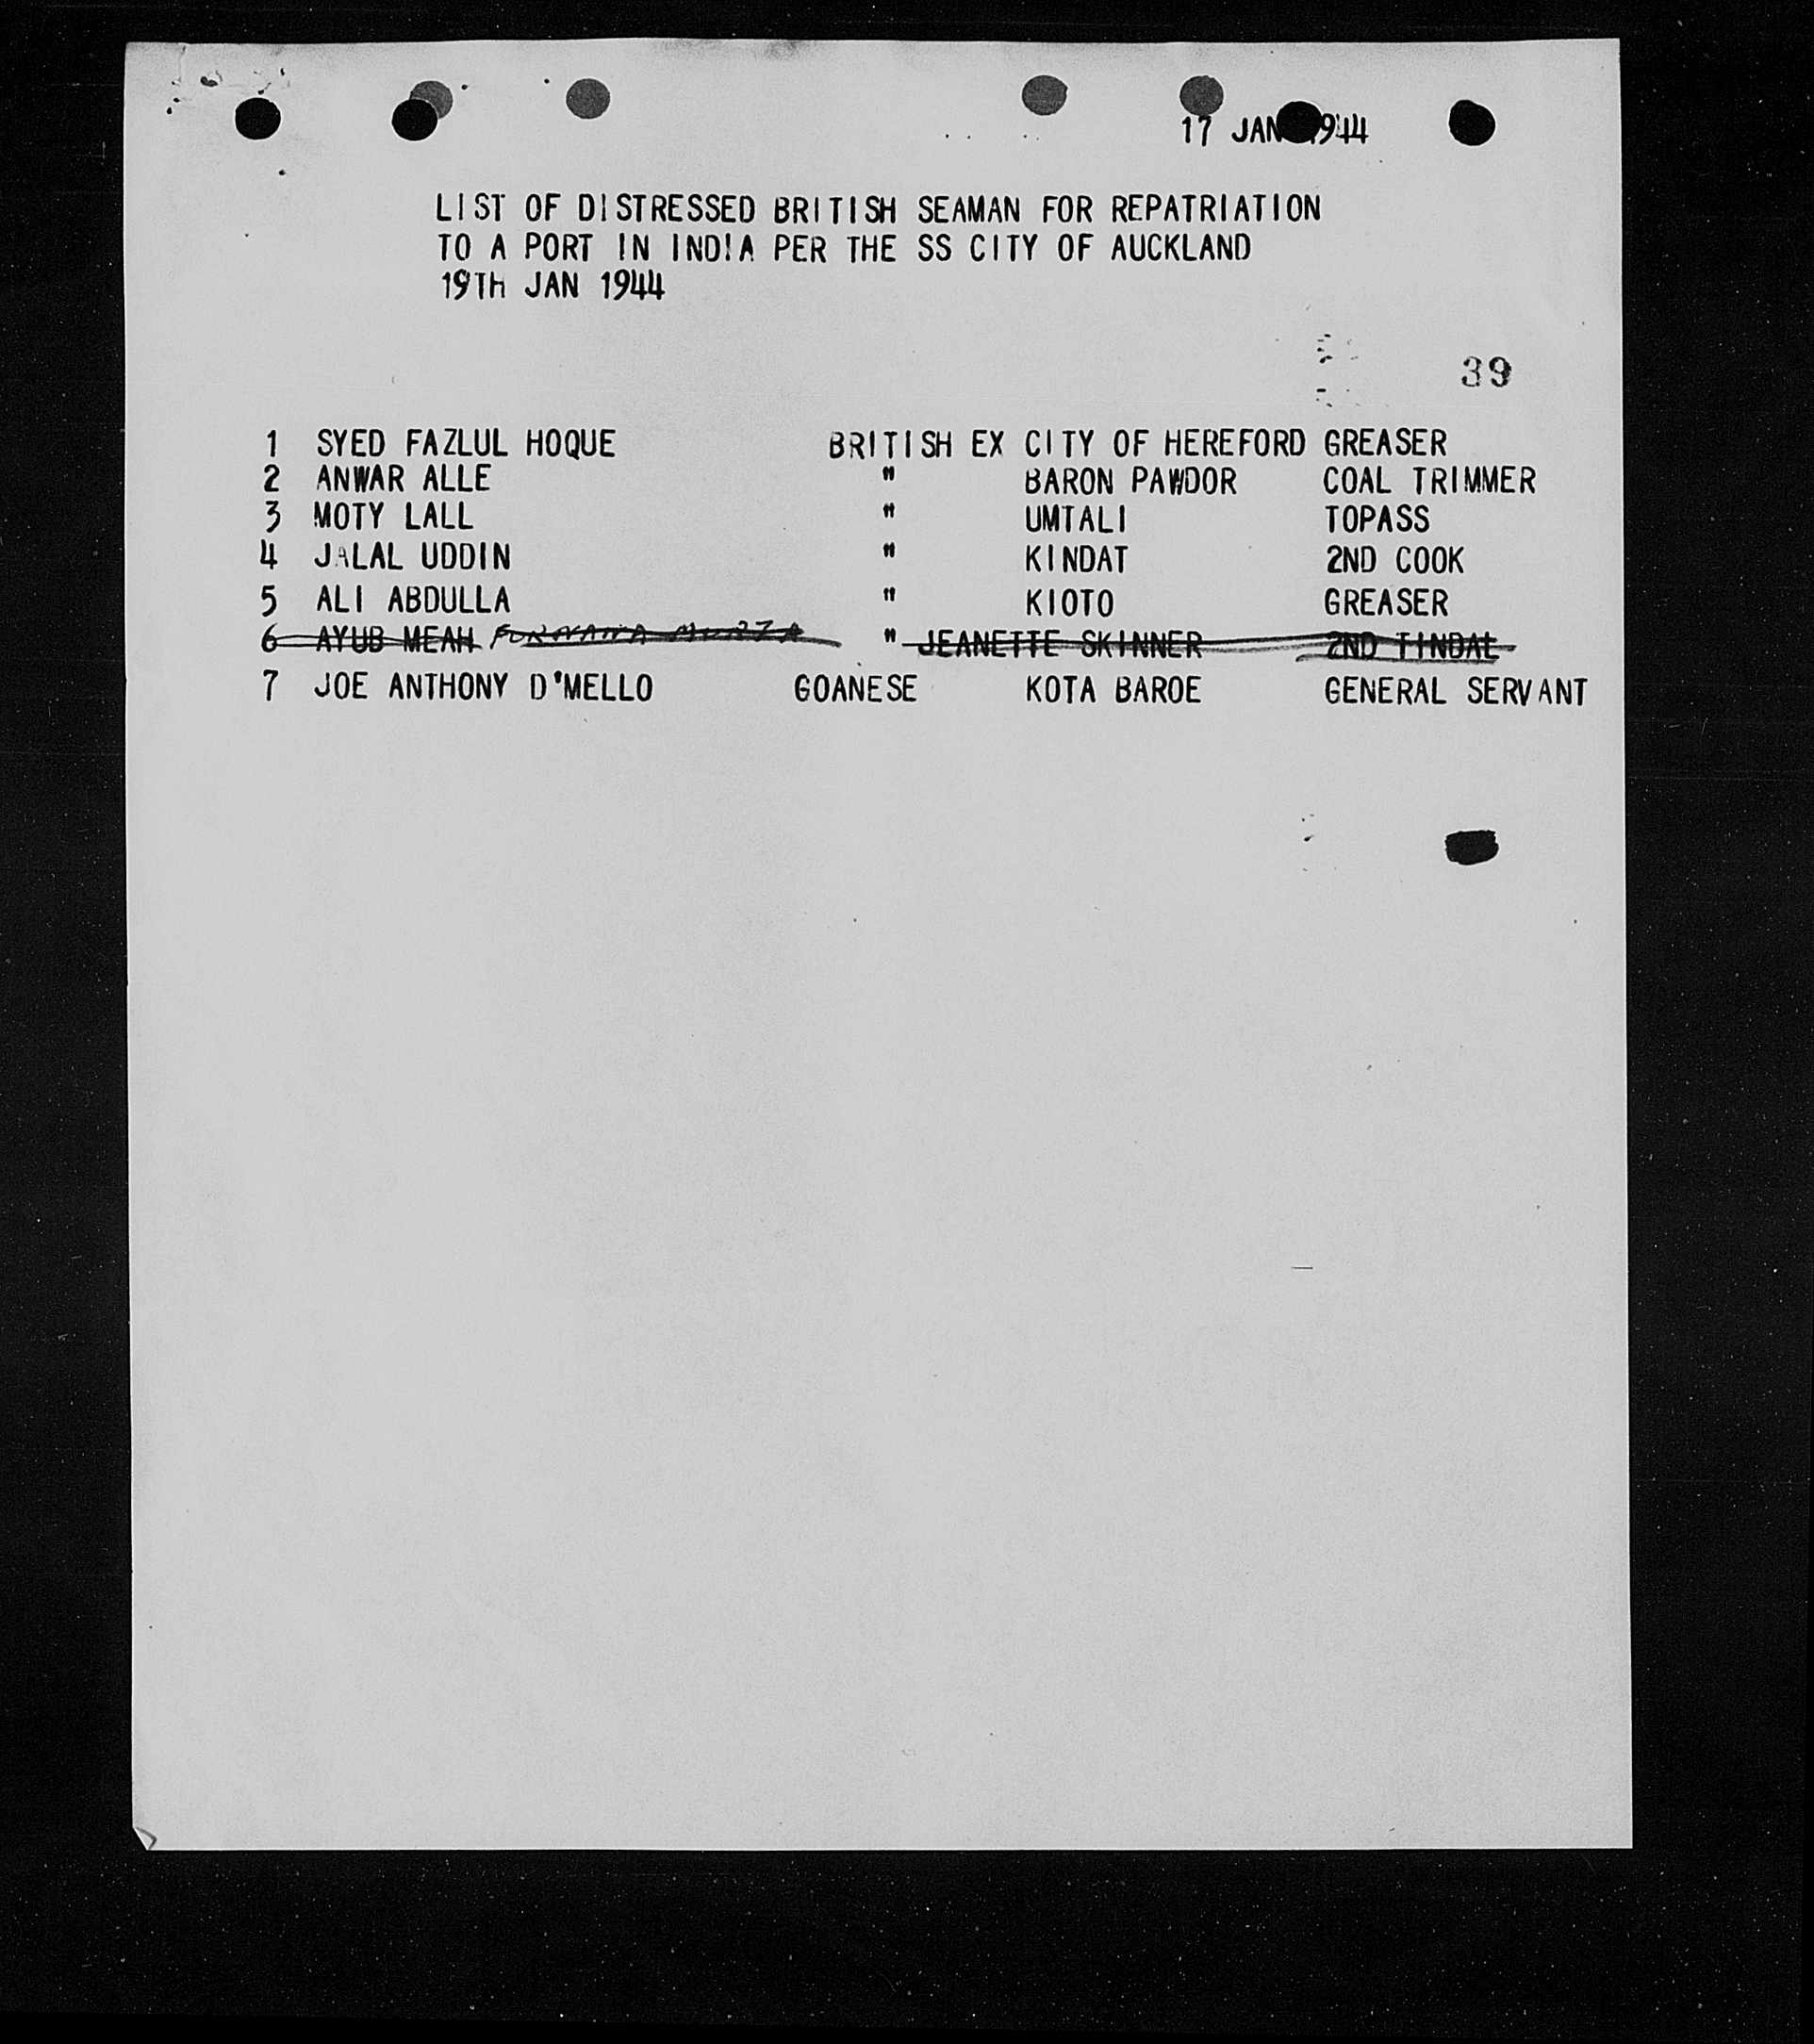 17 JAN 1944
LIST OF DISTRESSED BRITISH SEAMAN FOR REPATRIATION
TO A PORT IN INDIA PER THE SS CITY OF AUCKLAND
19TH JAN 1944
39
1 SYED FAZLUL HOQUE BRITISH EX CITY OF HEREFORD GREASER
2 ANWAR ALLE " BARON PAWDOR COAL TRIMMER
3 MOTY LALL " UMTALI TOPASS
4 JALAL UDDIN " KINDAT 2ND COOK
5 ALI ABDULLA " KIOTO GREASER
6 AYUB MEAH " JEANETTE SKINNER 2ND TINDAL
7 JOE ANTHONY D'MELLO GOANESE KOTA BAROE GENERAL SERVANT